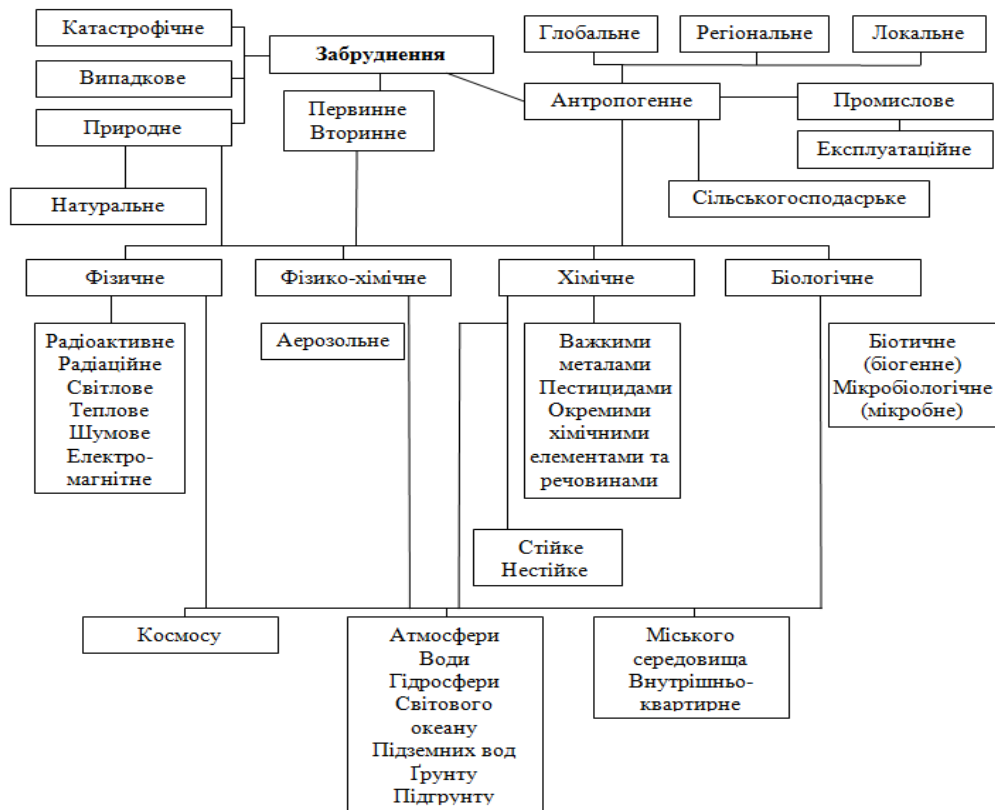 Катастрофічне
Випадкове
Природне
Натуральне
Забруднення
Первинне
Вторинне
Глобальне
Регіональне
Локальне
Антропогенне
Промислове
Експлуатаційне
Сільськогосподасрьке
Фізичне
Фізико-хімічне
Хімічне
Біологічне
Радіоактивне
Радіаційне
Світлове
Теплове
Шумове
Електро-
магнітне
Аерозольне
Важкими
металами
Пестицидами
Окремими
хімічними
елементами та
речовинами
Біотичне
(біогенне)
Мікробіологічне
(мікробне)
Стійке
Нестійке
Космосу
Атмосфери
Води
Гідросфери
Світового
океану
Підземних вод
Ґрунту
Підгрунту
Міського
середовища
Внутрішньо-
квартирне